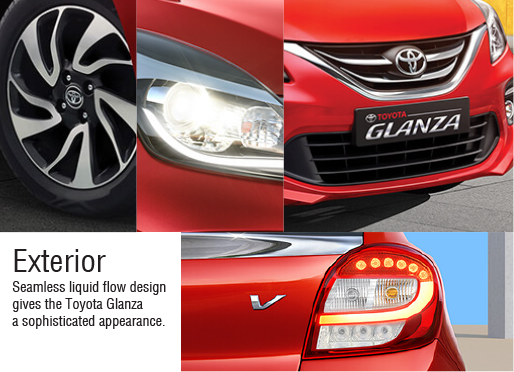 TOYOTA
GLANZA
Exterior
Seamless liquid flow design
gives the Toyota Glanza
a sophisticated appearance.
V